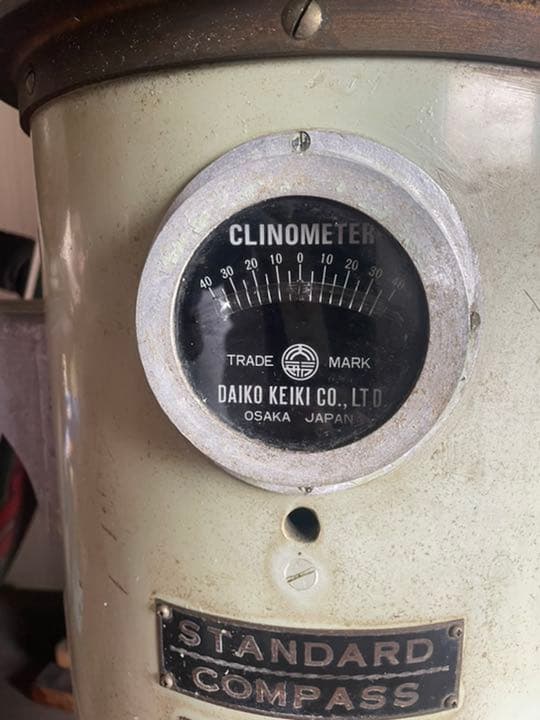 CLINOMETER
40 30 20 10 0 10 20 30 40
TRADE MARK
DAIKO KEIKI CO., LTD.
OSAKA JAPAN
STANDARD
COMPASS